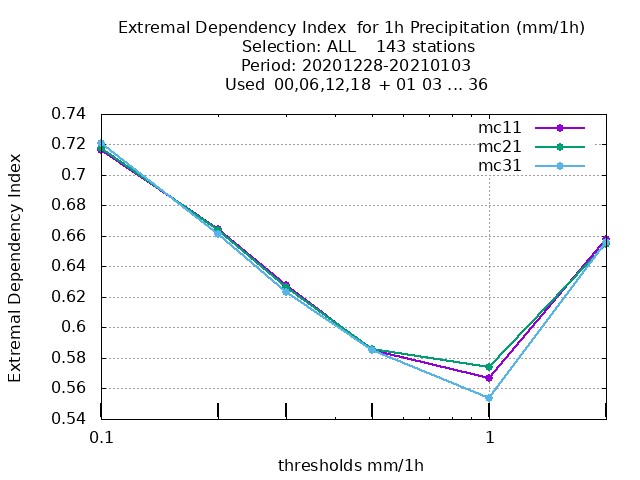 Extremal Dependency Index for 1h Precipitation (mm/1h)
Selection: ALL 143 stations
Period: 20201228-20210103
Used 00,06,12,18 + 01 03 ... 36
0.74
0.72
0.7
0.68
0.66
0.64
0.62
0.6
0.58
0.56
0.54
Extremal Dependency Index
mc11
mc21
mc31
0.1
1
thresholds mm/1h